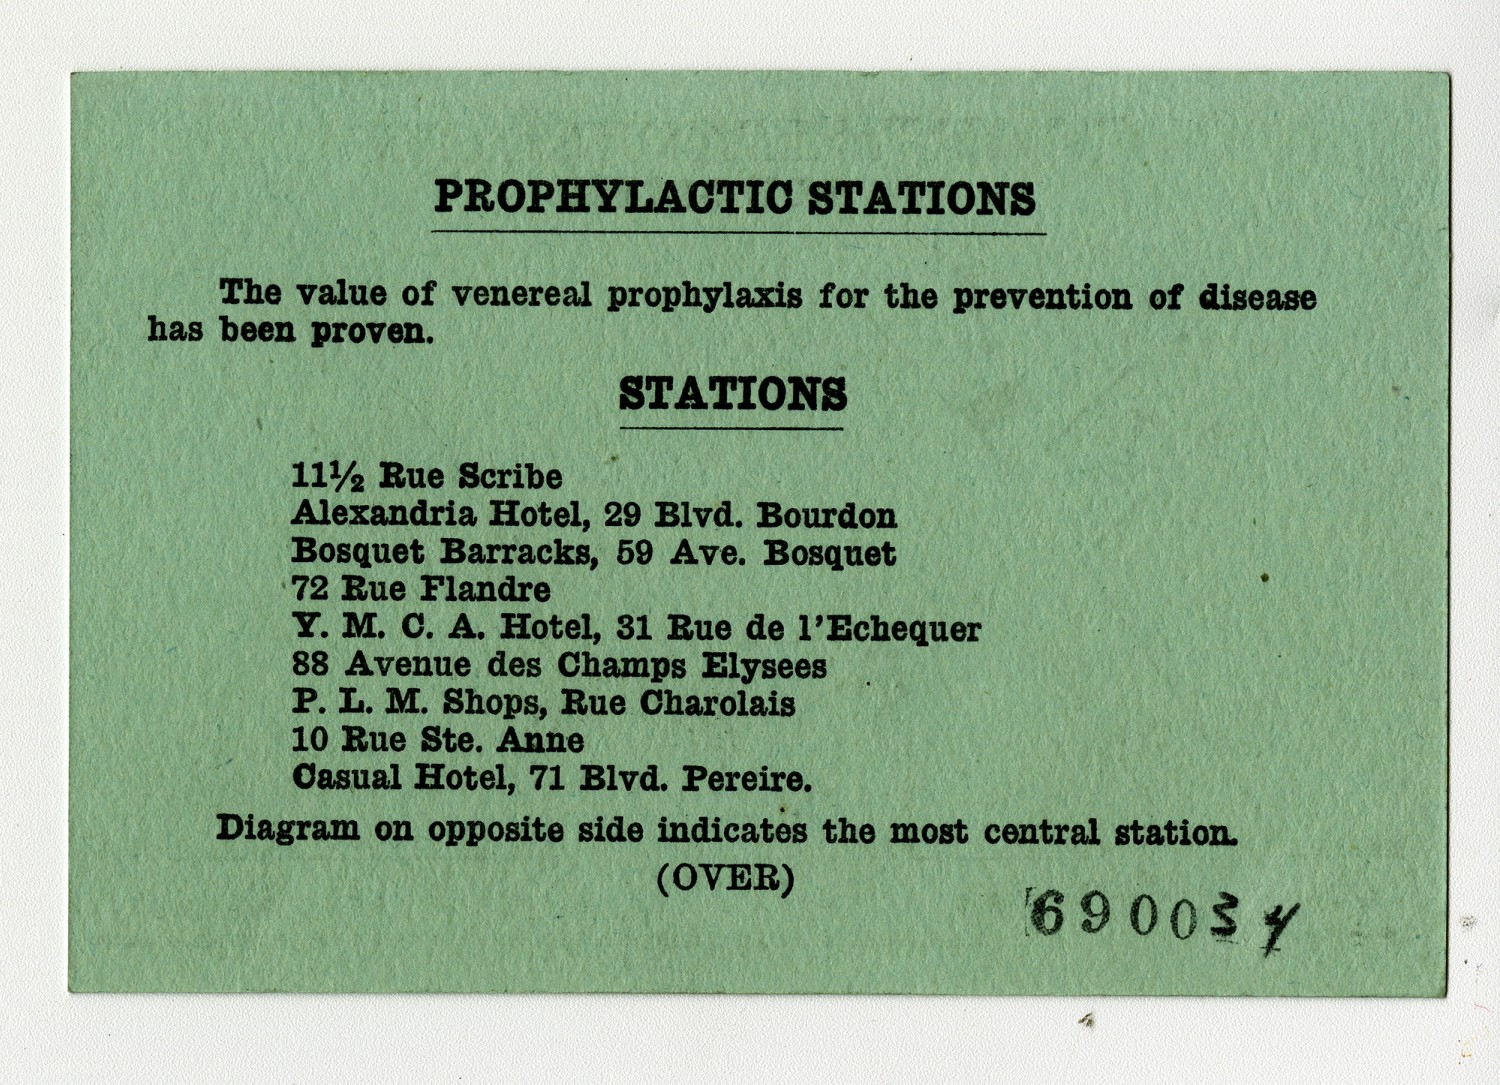 PROPHYLACTIC STATIONS
The value of venereal prophylaxis for the prevention of disease
has been proven.
STATIONS
11½ Rue Scribe
Alexandria Hotel, 29 Blvd. Bourdon
Bosquet Barracks, 59 Ave. Bosquet
72 Rue Flandre
Y. M. C. A. Hotel, 31 Rue de l'Echequer
88 Avenue des Champs Elysees
P. L. M. Shops, Rue Charolais
10 Rue Ste. Anne
Casual Hotel, 71 Blvd. Pereire.
Diagram on opposite side indicates the most central station.
(OVER)
690034